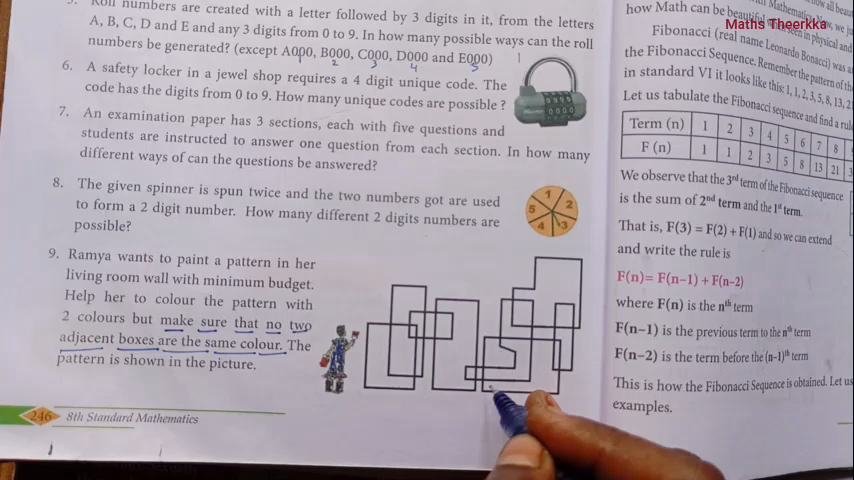 Roll numbers are created with a letter followed by 3 digits in it, from the letters
A, B, C, D and E and any 3 digits from 0 to 9. In how many possible ways can the roll
numbers be generated? (except A000, B000, C000, D000 and E000)
1 2 3 4 5
6. A safety locker in a jewel shop requires a 4 digit unique code. The
code has the digits from 0 to 9. How many unique codes are possible ?
7. An examination paper has 3 sections, each with five questions and
students are instructed to answer one question from each section. In how many
different ways of can the questions be answered?
8. The given spinner is spun twice and the two numbers got are used
to form a 2 digit number. How many different 2 digits numbers are
possible?
1
2
3
4
5
9. Ramya wants to paint a pattern in her
living room wall with minimum budget.
Help her to colour the pattern with
2 colours but make sure that no two
adjacent boxes are the same colour. The
pattern is shown in the picture.
246 8th Standard Mathematics
Maths Theerkka
how Math can be beautiful
Fibonacci (real name Leonardo Bonacci) was
the Fibonacci Sequence. Remember the pattern of the
in standard VI it looks like this: 1, 1, 2, 3, 5, 8, 13, 2
Let us tabulate the Fibonacci sequence and find a
Term (n) 1 2 3 4 5 6 7 8
F (n) 1 1 2 3 5 8 13 21
We observe that the 3rd term of the Fibonacci sequence
is the sum of 2nd term and the 1st term.
That is, F(3) = F(2) + F(1) and so we can extend
and write the rule is
F(n)= F(n−1) + F(n−2)
where F(n) is the nth term
F(n−1) is the previous term to the nth term
F(n−2) is the term before the (n−1)th term
This is how the Fibonacci Sequence is obtained. Let us
examples.